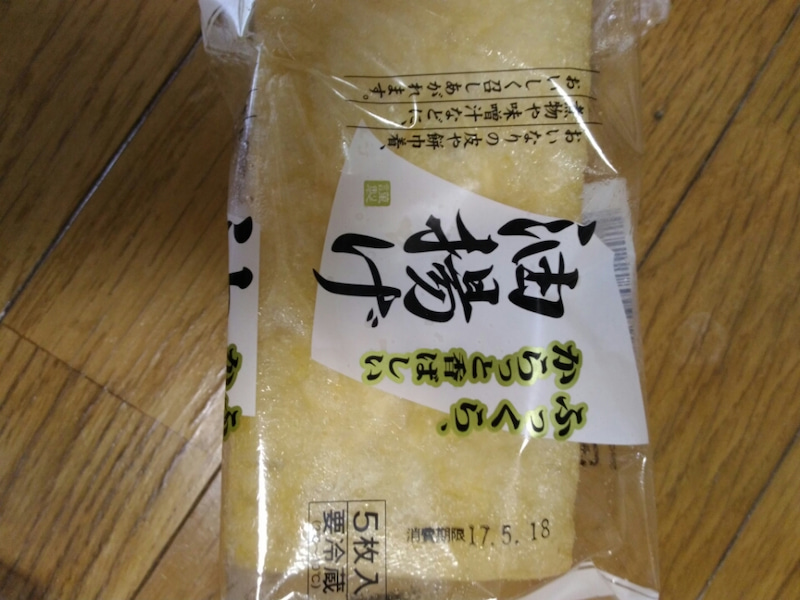 ふっくら、
からっと香ばしい
油揚げ
おいなりの皮や餅巾着、
煮物や味噌汁などに、
おいしく召しあがれます。
5枚入
要冷蔵
消費期限17.5.18